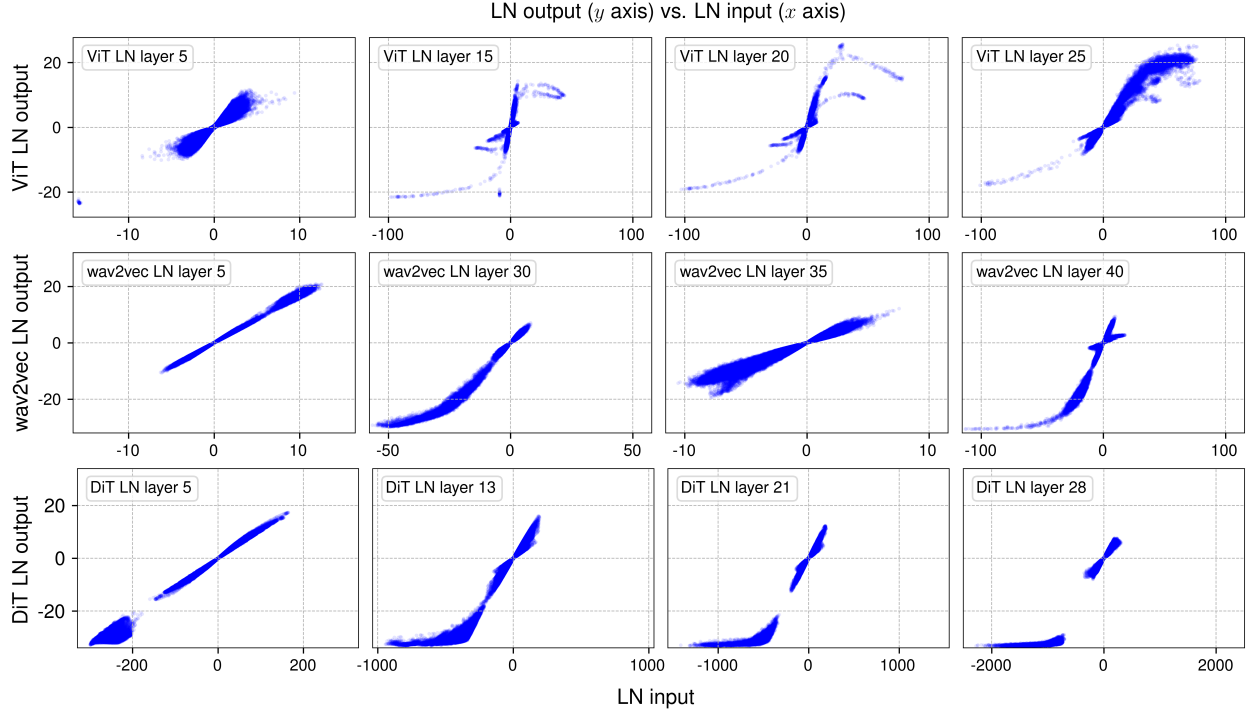 LN output (y axis) vs. LN input (x axis)
ViT LN output
ViT LN layer 5
ViT LN layer 15
ViT LN layer 20
ViT LN layer 25
20
0
-20
-10 0 10
-100 0 100
-100 0 100
-100 0 100
wav2vec LN output
wav2vec LN layer 5
wav2vec LN layer 30
wav2vec LN layer 35
wav2vec LN layer 40
20
0
-20
-10 0 10
-50 0 50
-10 0 10
-100 0 100
DiT LN output
DiT LN layer 5
DiT LN layer 13
DiT LN layer 21
DiT LN layer 28
20
0
-20
-200 0 200
-1000 0 1000
-1000 0 1000
-2000 0 2000
LN input